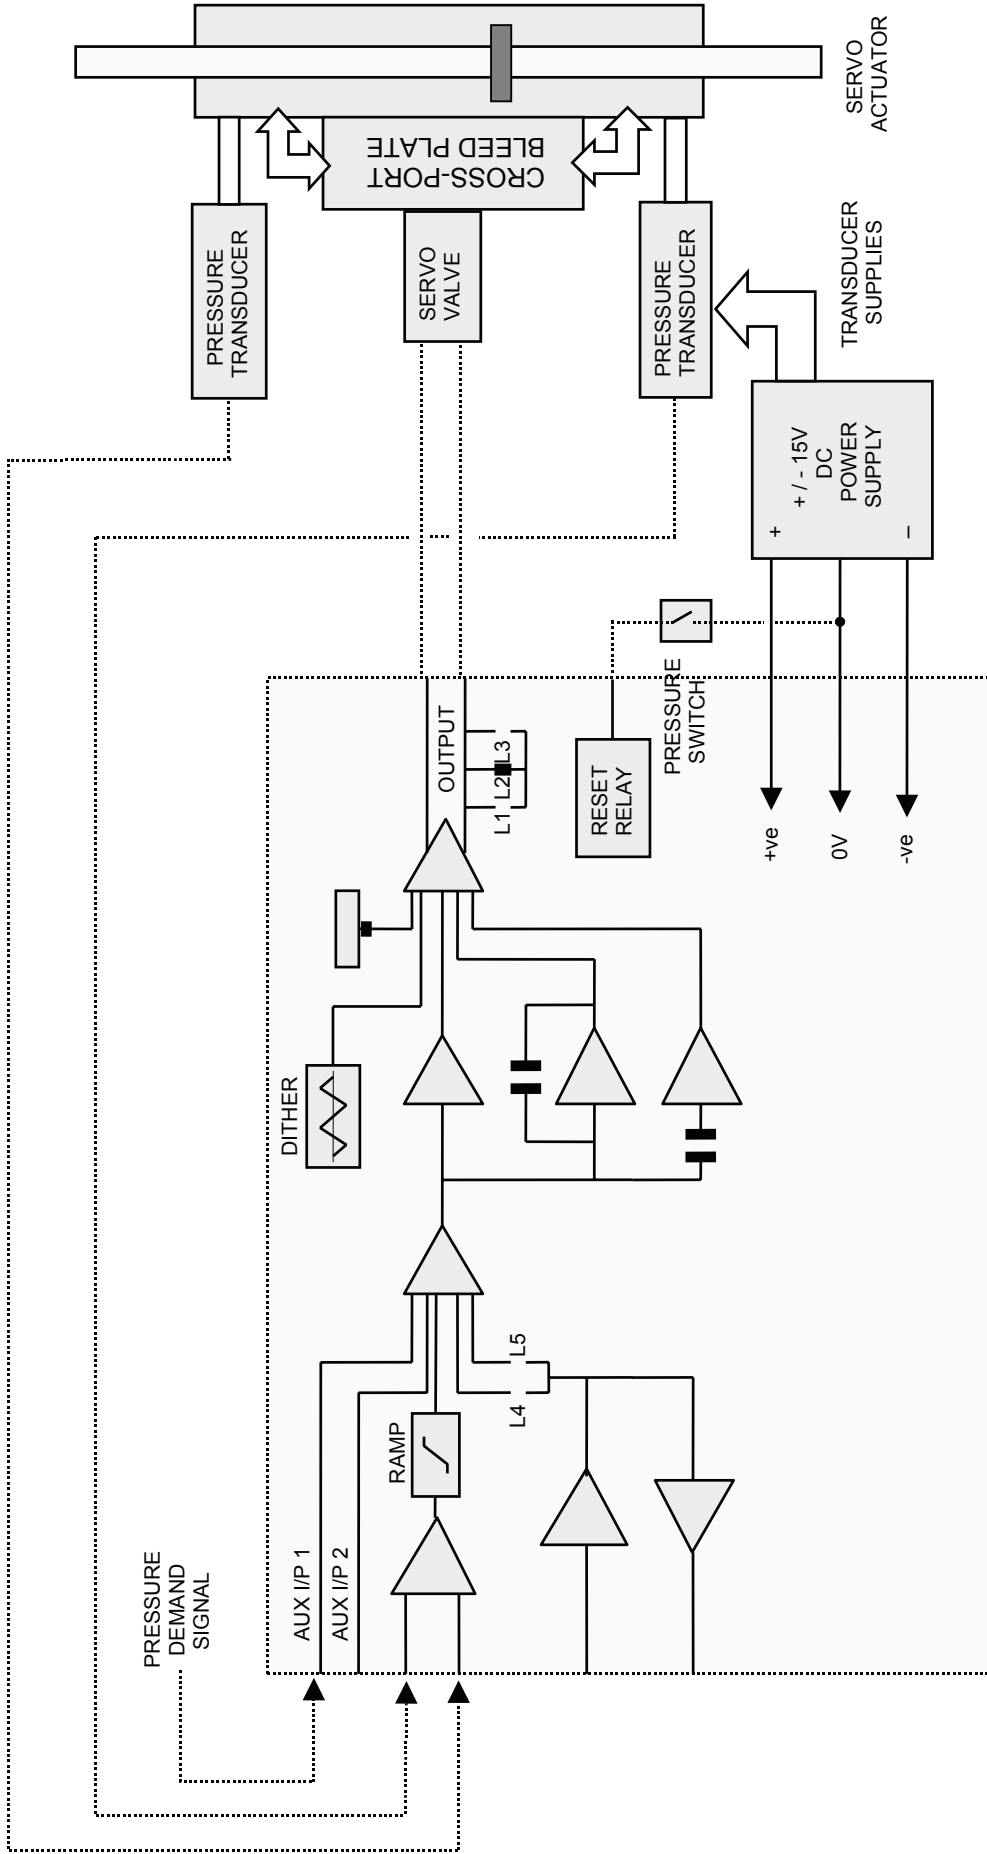 PRESSURE
DEMAND
SIGNAL
AUX I/P 1
AUX I/P 2
RAMP
L4
L5
DITHER
OUTPUT
L1
L2
L3
RESET
RELAY
PRESSURE
SWITCH
+ve
0V
-ve
PRESSURE
TRANSDUCER
SERVO
VALVE
PRESSURE
TRANSDUCER
CROSS-PORT
BLEED PLATE
+ / - 15V
DC
POWER
SUPPLY
+
–
TRANSDUCER
SUPPLIES
SERVO
ACTUATOR